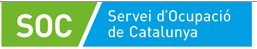 SOC
Servei d'Ocupació
de Catalunya